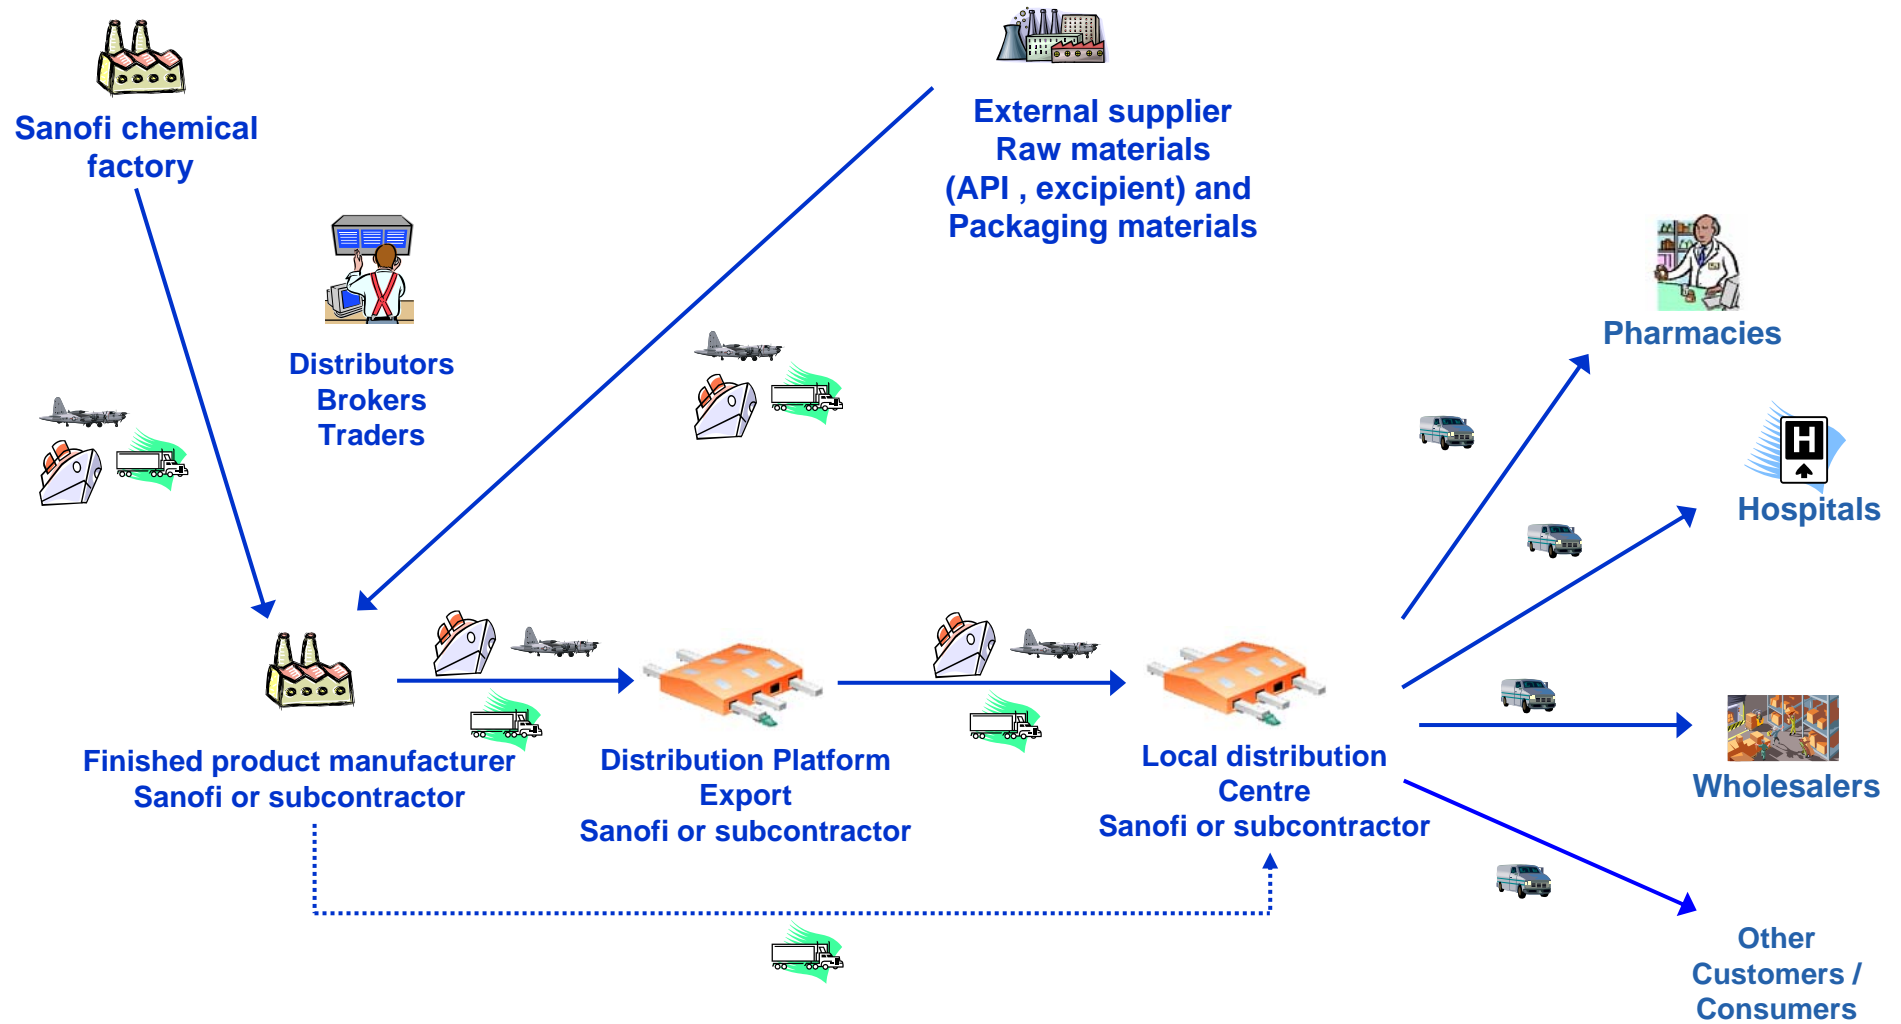 Sanofi chemical
factory
External supplier
Raw materials
(API , excipient) and
Packaging materials
Distributors
Brokers
Traders
Pharmacies
H
Hospitals
Finished product manufacturer
Sanofi or subcontractor
Distribution Platform
Export
Sanofi or subcontractor
Local distribution
Centre
Sanofi or subcontractor
Wholesalers
Other
Customers /
Consumers